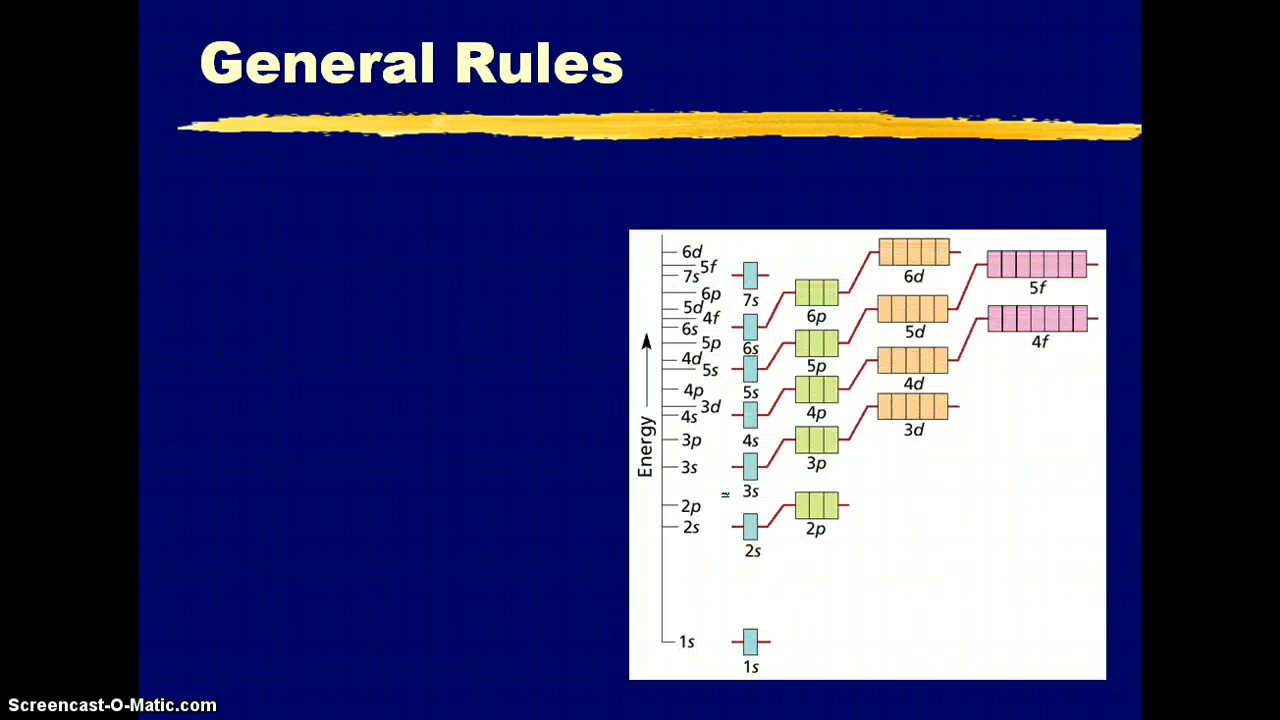 General Rules
6d
5f
7s
6p
5d
4f
6s
5p
4d
5s
4p
3d
4s
3p
3s
2p
2s
1s
Energy
6d
7s
5f
6p
5d
6s
4f
5p
5s
4d
4p
3d
4s
3p
3s
≈
2p
2s
1s
Screencast-O-Matic.com